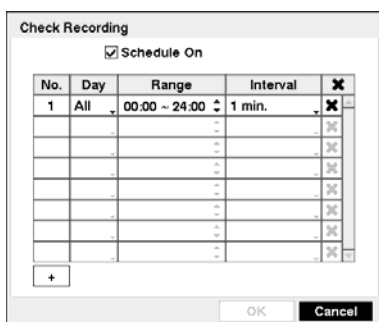 Check Recording
Schedule On
No. Day Range Interval
1 All 00:00 ~ 24:00 1 min.
+
OK Cancel